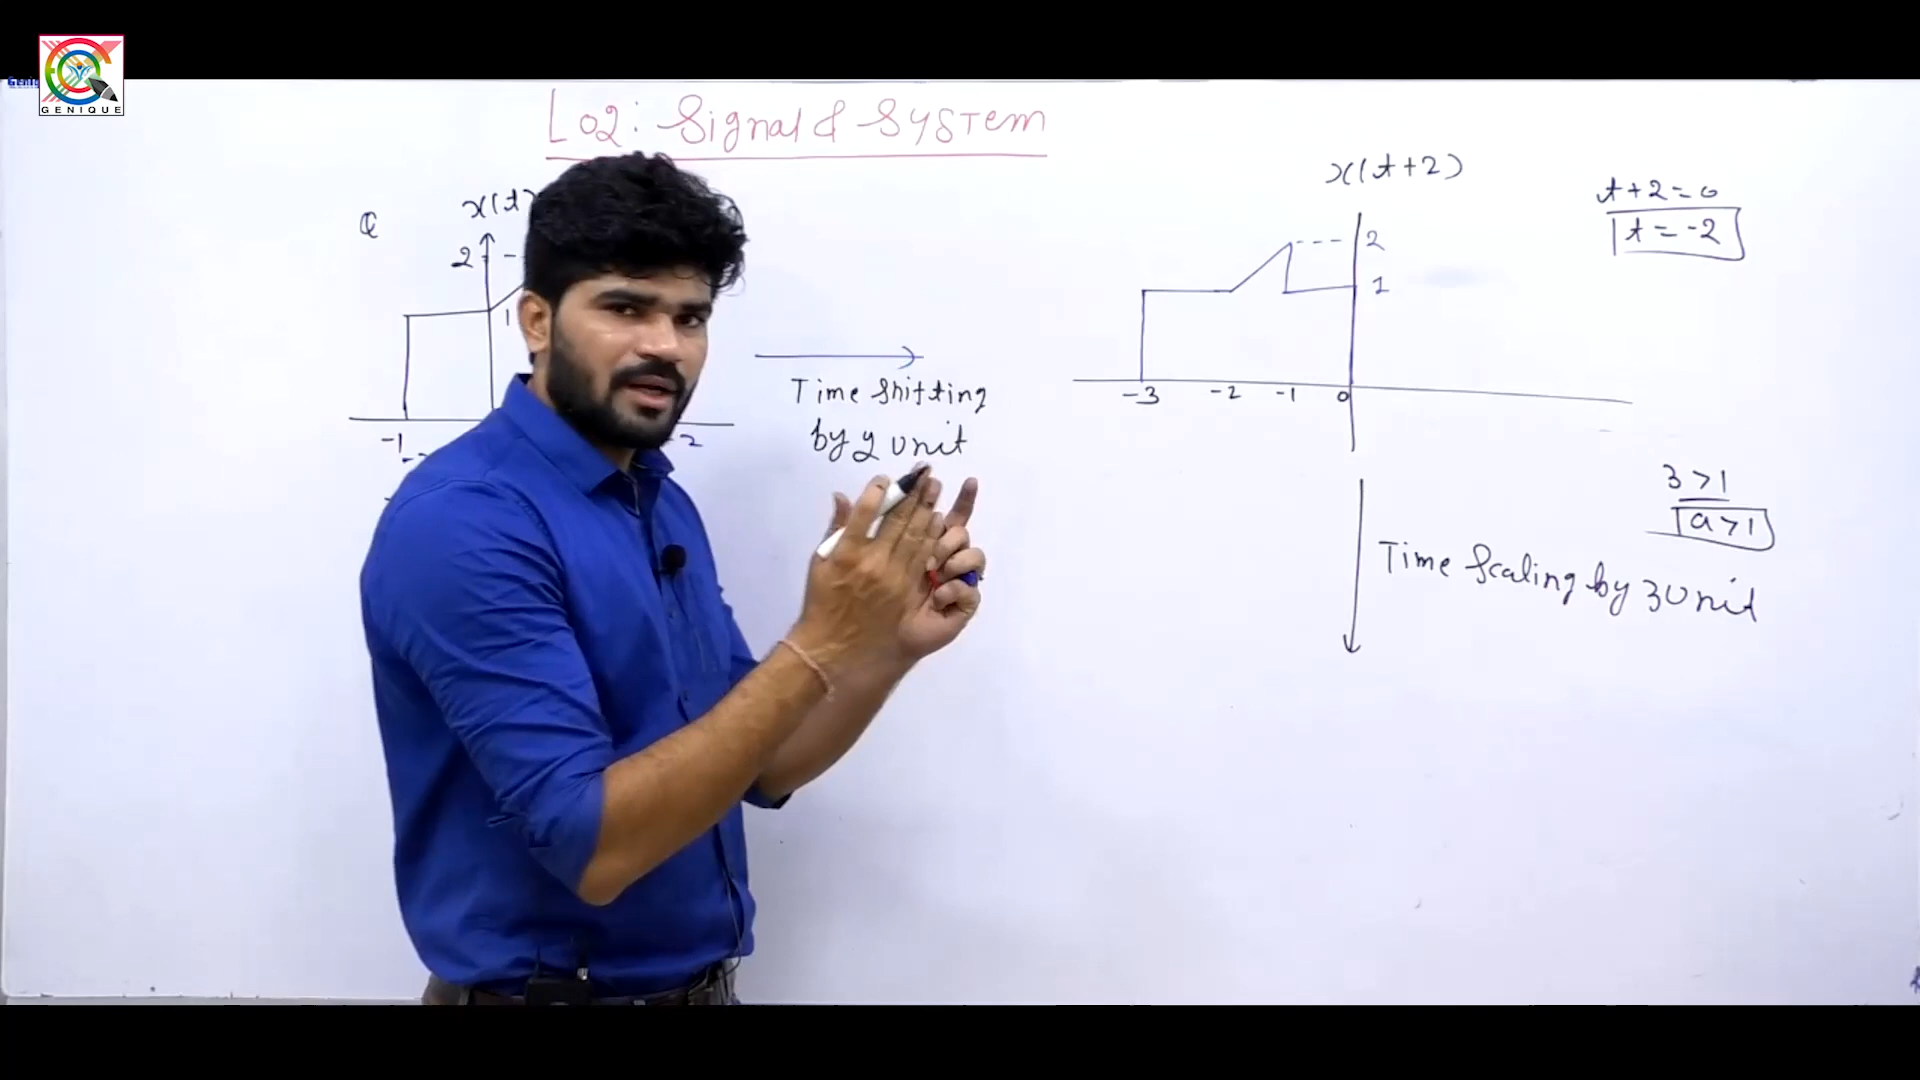 GENIQUE
L02: Signal & System
Q
x(t)
2
1
-1
2
Time Shifting
by 2 unit
x(t+2)
2
1
-3 -2 -1 0
t+2=0
t=-2
3>1
a>1
Time Scaling by 3 Unit